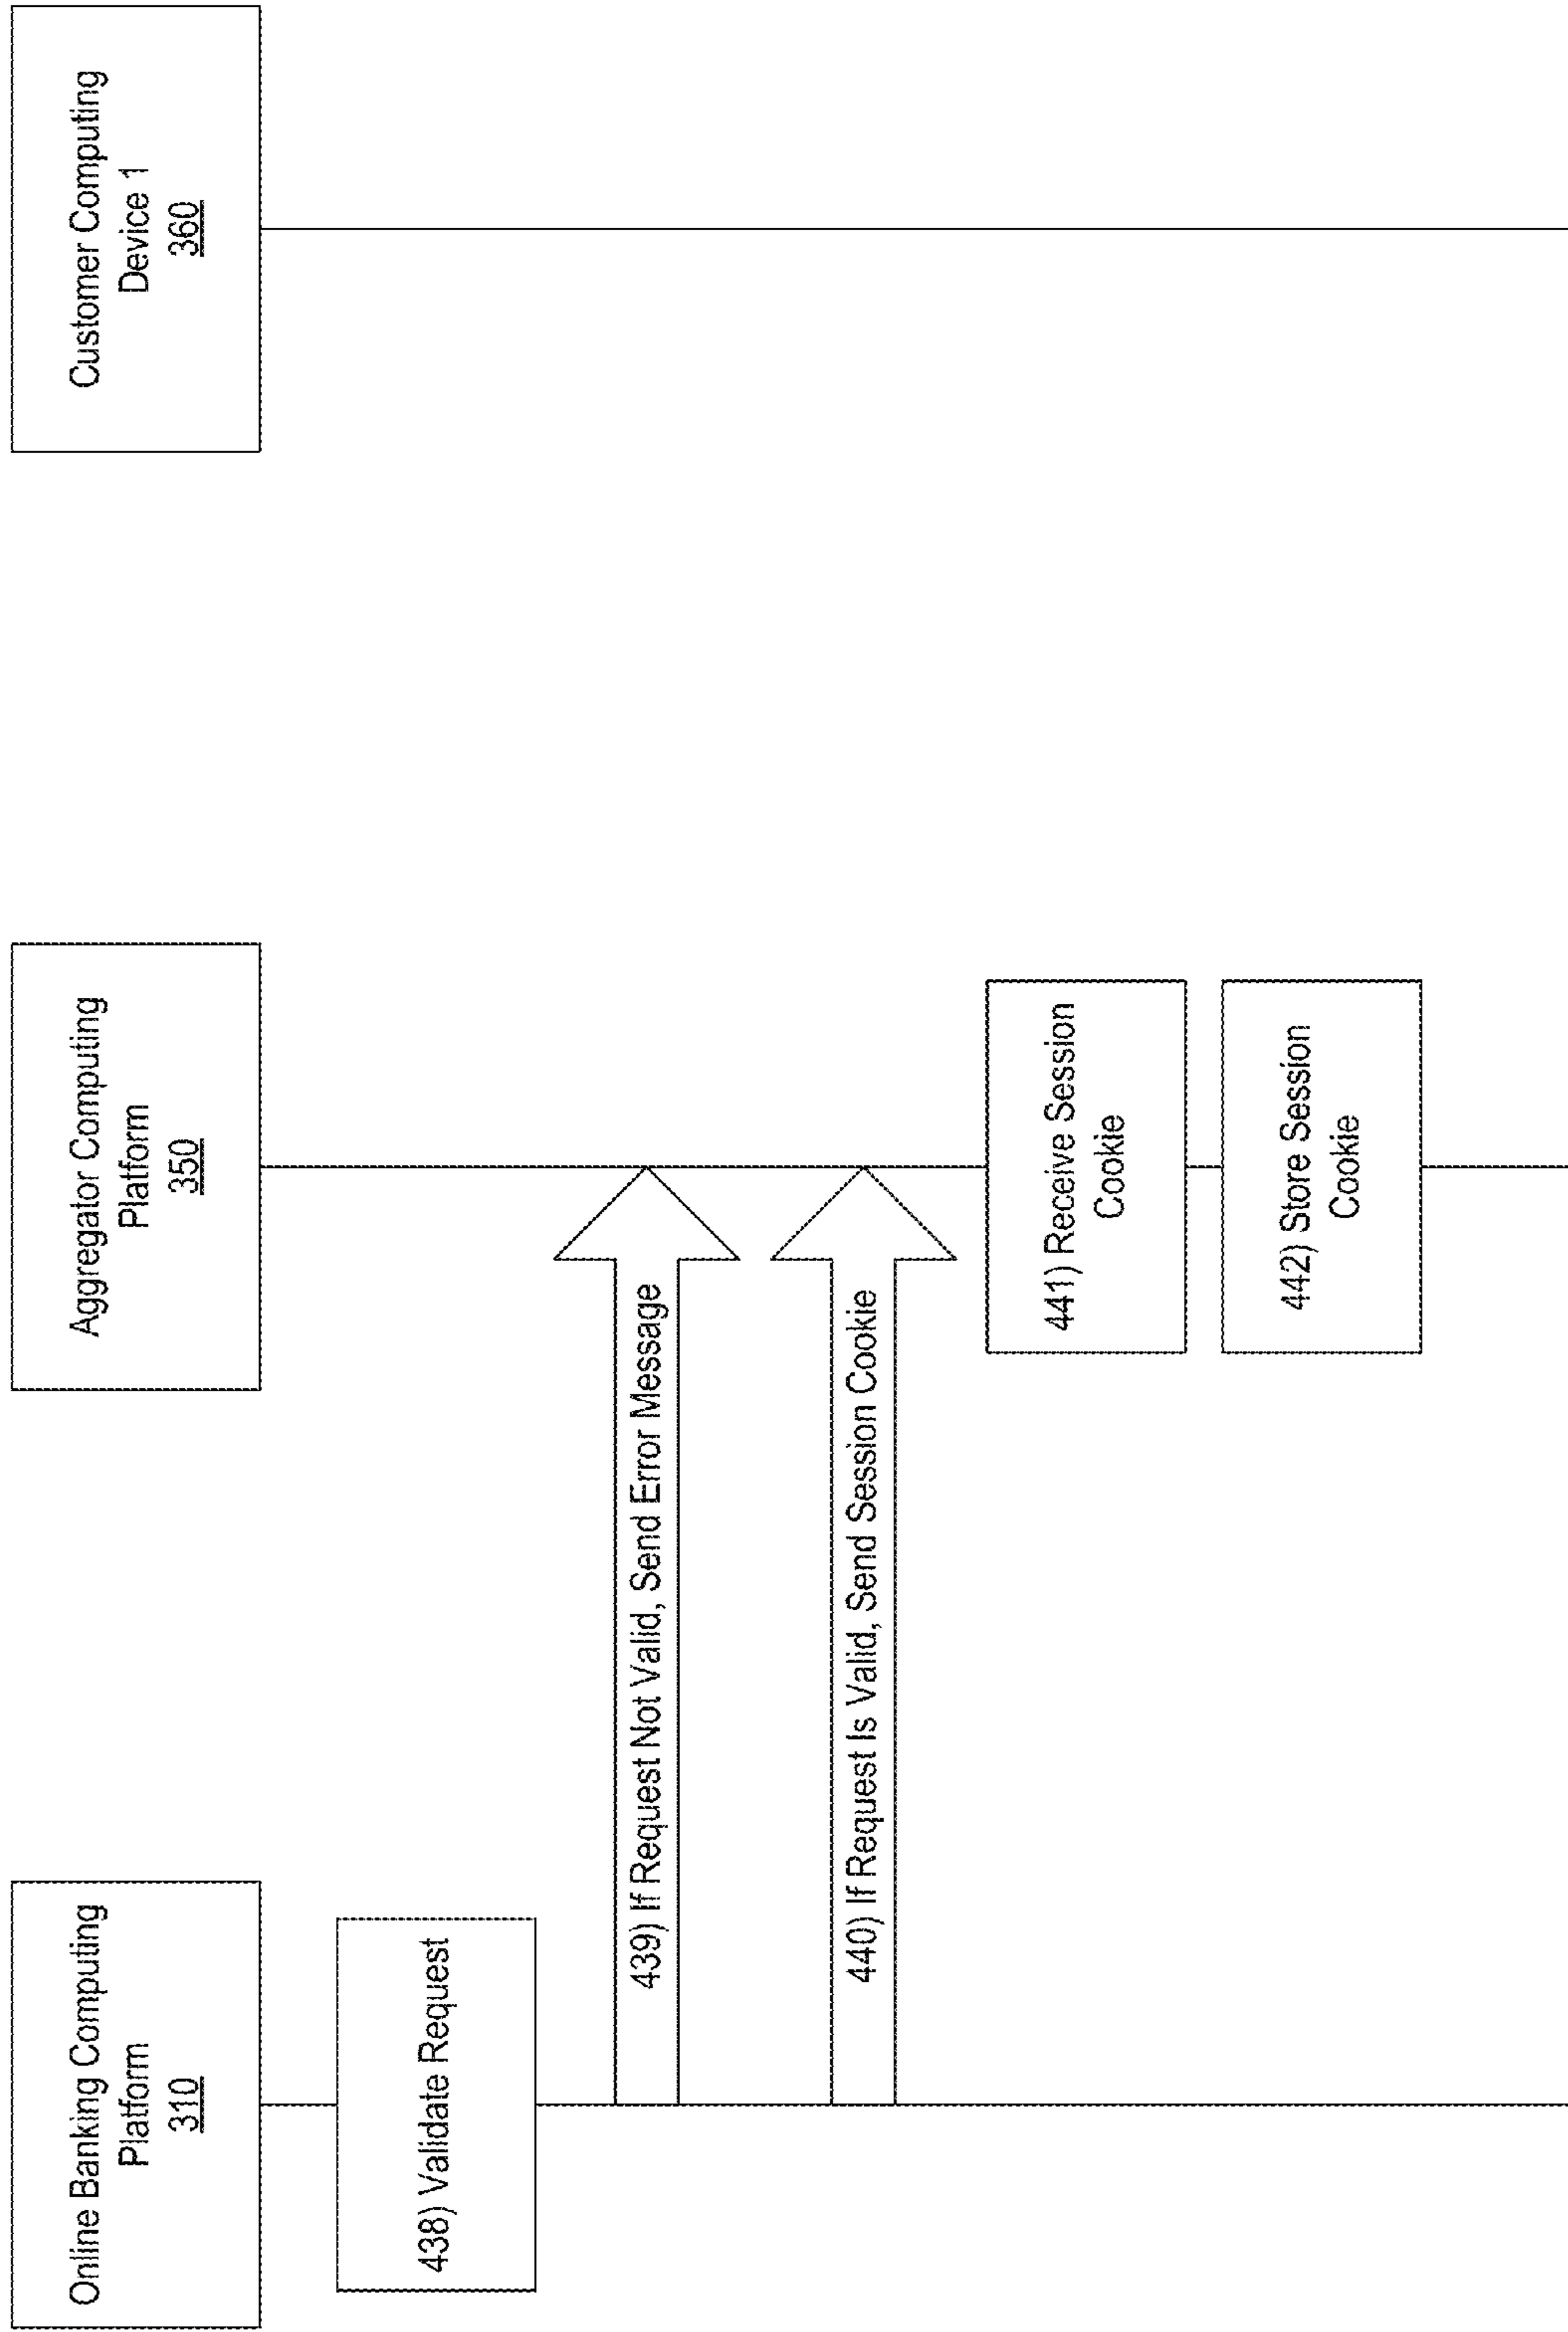 Online Banking Computing
Platform
310
Aggregator Computing
Platform
350
Customer Computing
Device 1
360
438) Validate Request
439) If Request Not Valid, Send Error Message
440) If Request Is Valid, Send Session Cookie
441) Receive Session
Cookie
442) Store Session
Cookie